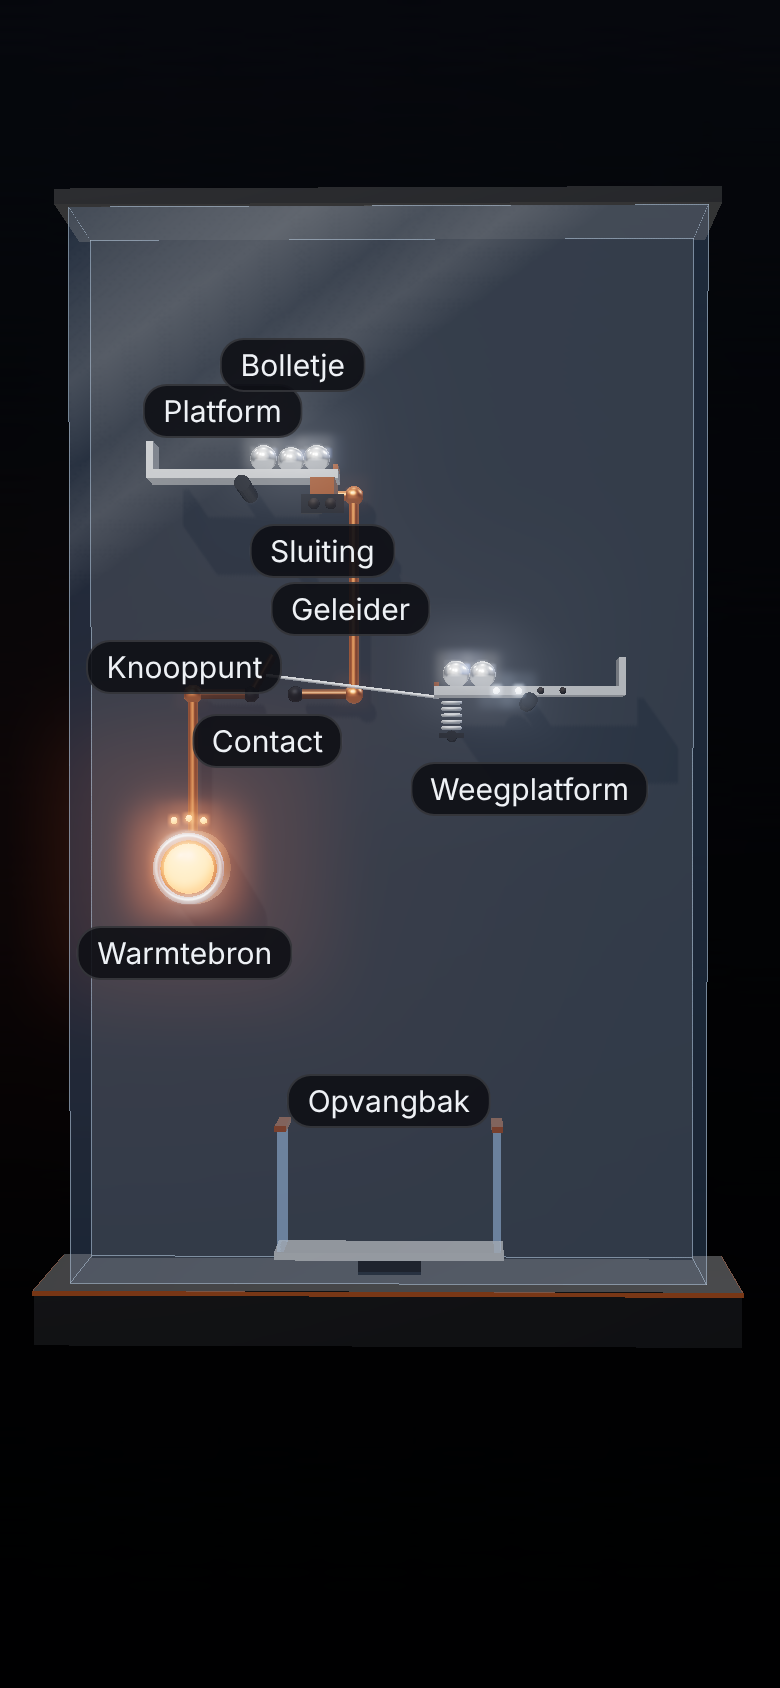 Bolletje
Platform
Sluiting
Geleider
Knooppunt
Contact
Weegplatform
Warmtebron
Opvangbak